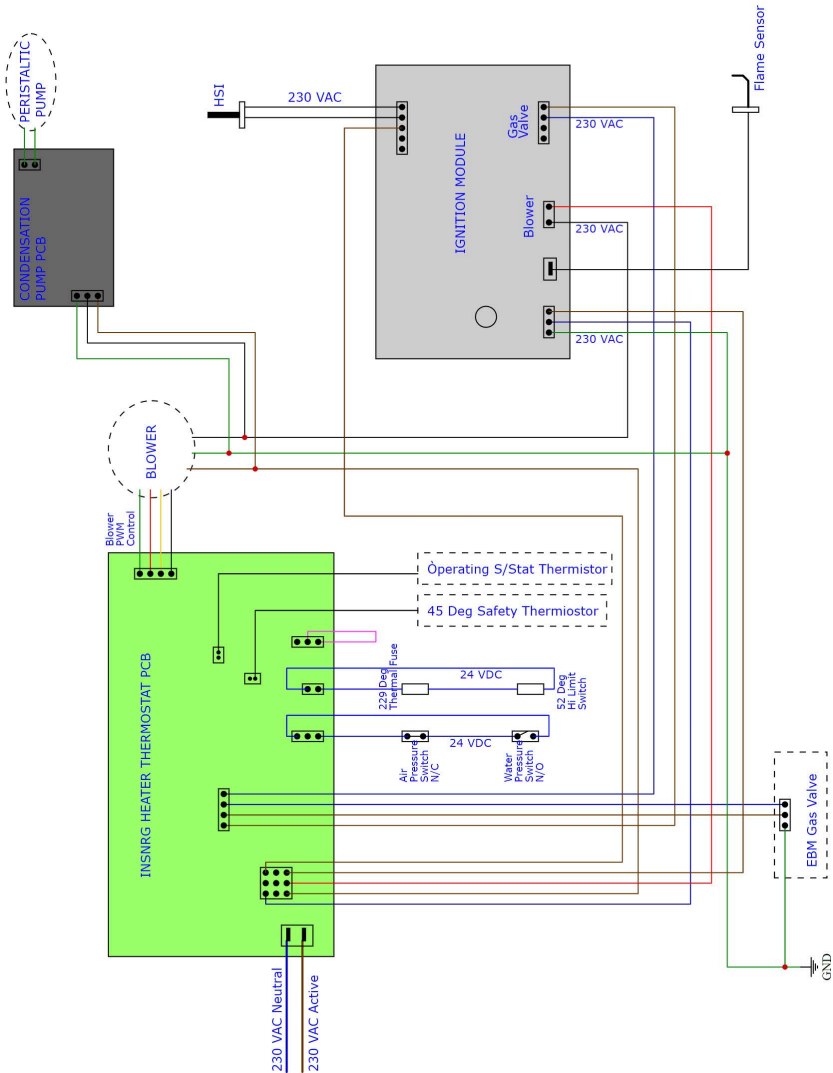 PERISTALTIC
PUMP
CONDENSATION
PUMP PCB
HSI
230 VAC
IGNITION MODULE
Gas
Valve
230 VAC
Blower
230 VAC
230 VAC
Flame Sensor
BLOWER
Blower
PWM
Control
INSNRG HEATER THERMOSTAT PCB
Òperating S/Stat Thermistor
45 Deg Safety Thermiostor
229 Deg
Thermal Fuse
24 VDC
52 Deg
Hi Limit
Switch
Air
Pressure
Switch
N/C
24 VDC
Water
Pressure
Switch
N/O
EBM Gas Valve
GND
230 VAC Neutral
230 VAC Active